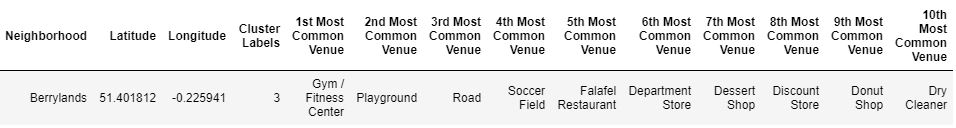 Neighborhood Latitude Longitude Cluster Labels 1st Most Common Venue 2nd Most Common Venue 3rd Most Common Venue 4th Most Common Venue 5th Most Common Venue 6th Most Common Venue 7th Most Common Venue 8th Most Common Venue 9th Most Common Venue 10th Most Common Venue
Berrylands 51.401812 -0.225941 3 Gym / Fitness Center Playground Road Soccer Field Falafel Restaurant Department Store Dessert Shop Discount Store Donut Shop Dry Cleaner